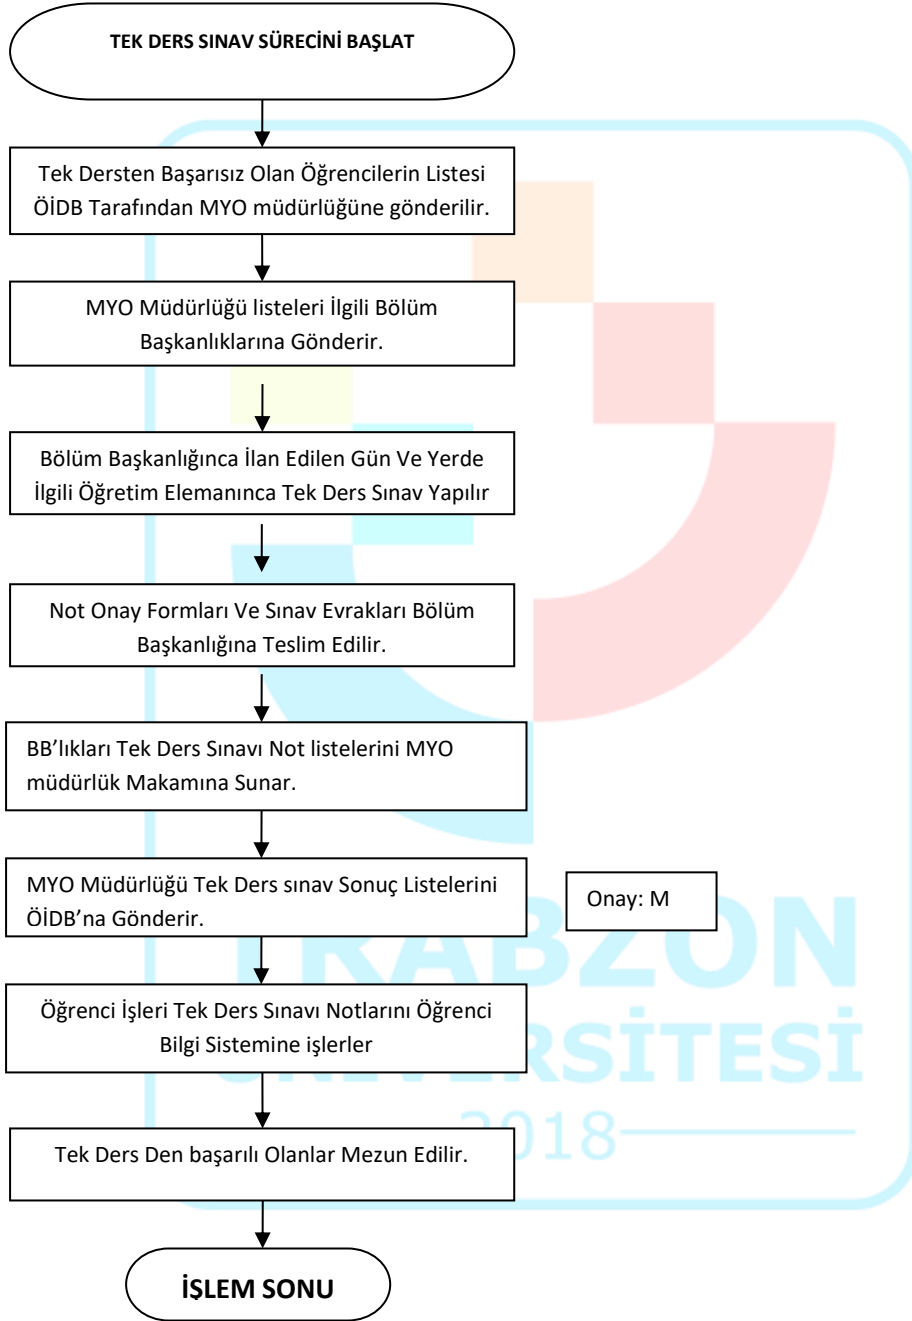 TEK DERS SINAV SÜRECİNİ BAŞLAT
Tek Dersten Başarısız Olan Öğrencilerin Listesi
ÖİDB Tarafından MYO müdürlüğüne gönderilir.
MYO Müdürlüğü listeleri İlgili Bölüm
Başkanlıklarına Gönderir.
Bölüm Başkanlığınca İlan Edilen Gün Ve Yerde
İlgili Öğretim Elemanınca Tek Ders Sınav Yapılır
Not Onay Formları Ve Sınav Evrakları Bölüm
Başkanlığına Teslim Edilir.
BB’lıkları Tek Ders Sınavı Not listelerini MYO
müdürlük Makamına Sunar.
MYO Müdürlüğü Tek Ders sınav Sonuç Listelerini
ÖİDB’na Gönderir.
Onay: M
TRABZON
Öğrenci İşleri Tek Ders Sınavı Notlarını Öğrenci
Bilgi Sistemine işlerler
ÜNİVERSİTESİ
2018
Tek Ders Den başarılı Olanlar Mezun Edilir.
İŞLEM SONU